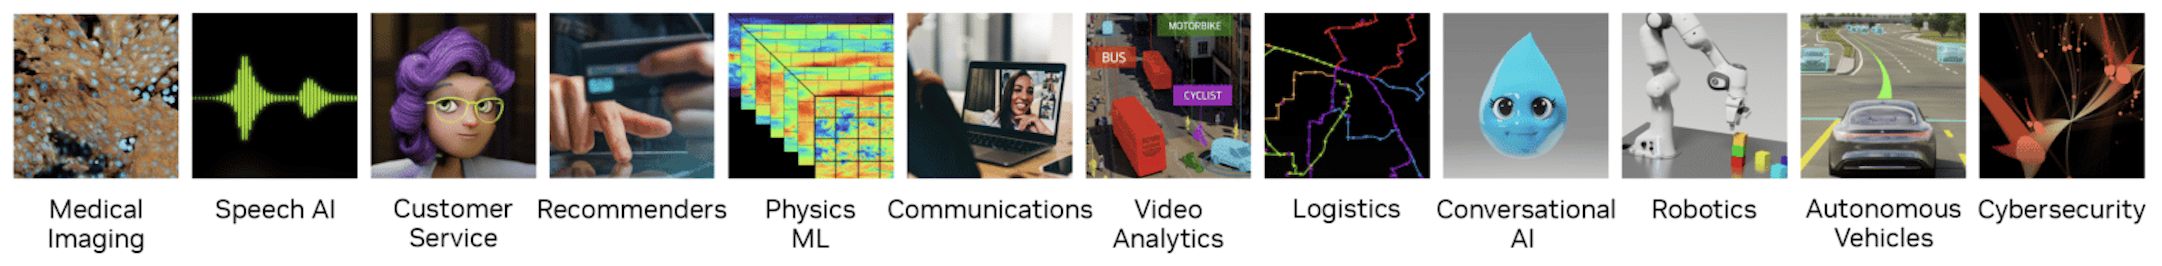 MOTORBIKE
BUS
CYCLIST
Medical
Imaging
Speech AI
Customer
Service
Recommenders
Physics
ML
Communications
Video
Analytics
Logistics
Conversational
AI
Robotics
Autonomous
Vehicles
Cybersecurity